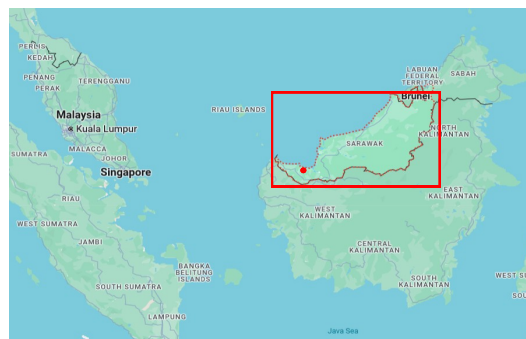 PERLIS
KEDAH
PENANG
PERAK
TERENGGANU
Malaysia
Kuala Lumpur
MALACCA
JOHOR
Singapore
SUMATRA
RIAU
WEST SUMATRA
JAMBI
BANGKA
BELITUNG
ISLANDS
SOUTH SUMATRA
LAMPUNG
RIAU ISLANDS
LABUAN
FEDERAL
TERRITORY
SABAH
Brunei
SARAWAK
NORTH
KALIMANTAN
EAST
KALIMANTAN
WEST
KALIMANTAN
CENTRAL
KALIMANTAN
SOUTH
KALIMANTAN
WEST S
SOU
Java Sea